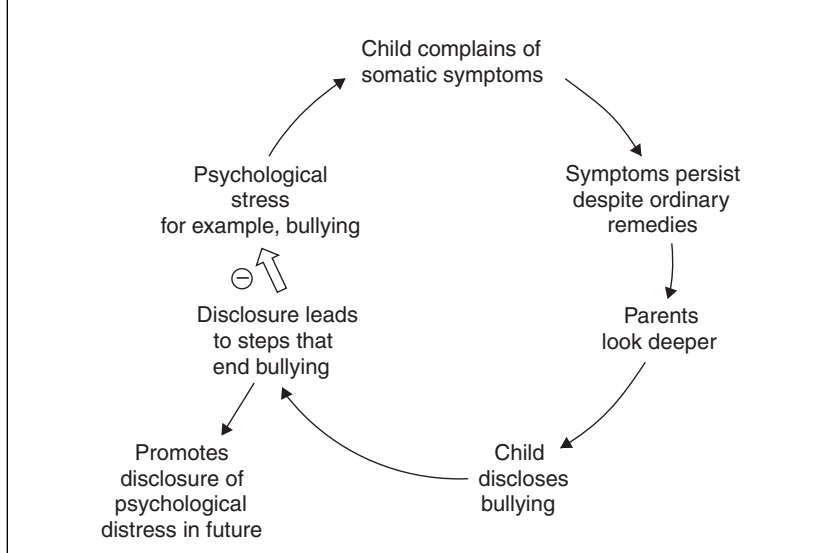 Child complains of
somatic symptoms
Symptoms persist
despite ordinary
remedies
Parents
look deeper
Child
discloses
bullying
Disclosure leads
to steps that
end bullying
Promotes
disclosure of
psychological
distress in future
Psychological
stress
for example, bullying
⊖